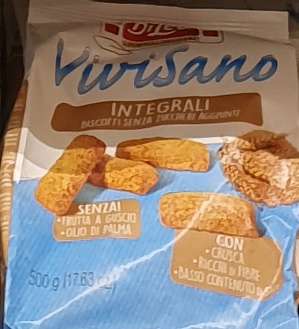 Vivisano
INTEGRALI
BISCOTTI SENZA ZUCCHERI AGGIUNTI
SENZA!
•FRUTTA A GUSCIO
•OLIO DI PALMA
CON
•CRUSCA
•RICCHI DI FIBRE
•BASSO CONTENUTO
500 g (17.63